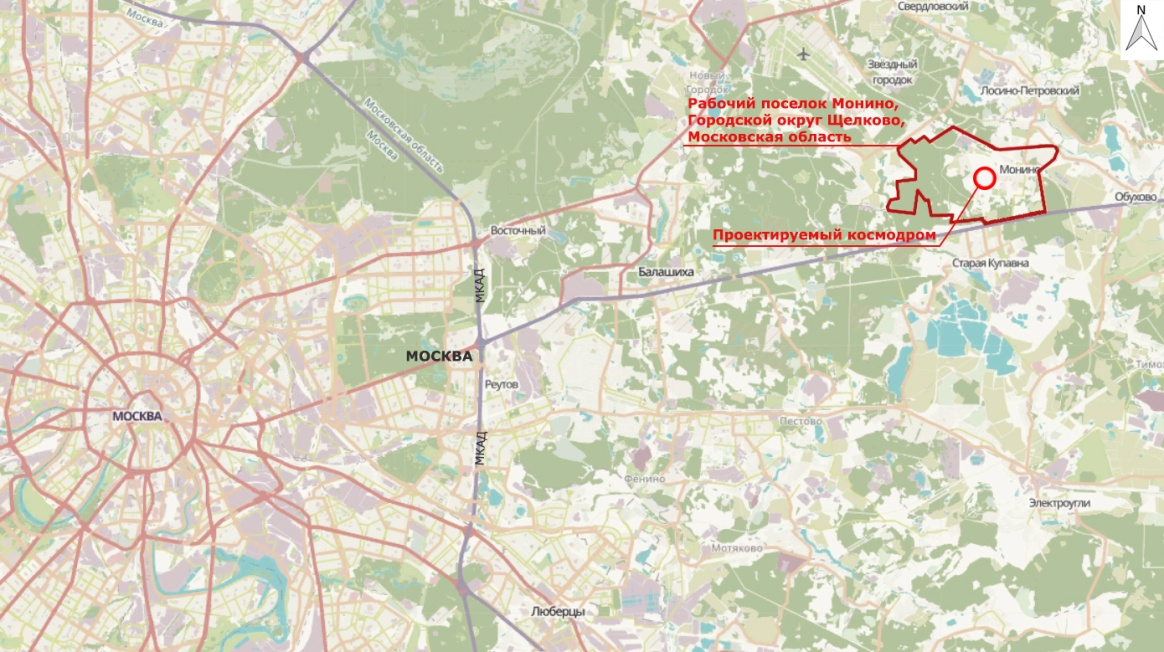 Москва
Свердловский
N
Звёздный
городок
Новый
Городок
Лосино-Петровский
Рабочий поселок Монино,
Городской округ Щелково,
Московская область
Московская область
Москва
Монино
Обухово
Восточный
Проектируемый космодром
Старая Купавна
Балашиха
МКАД
МОСКВА
Реутов
МОСКВА
Пестово
МКАД
Фенино
Электроугли
Мотяково
Люберцы